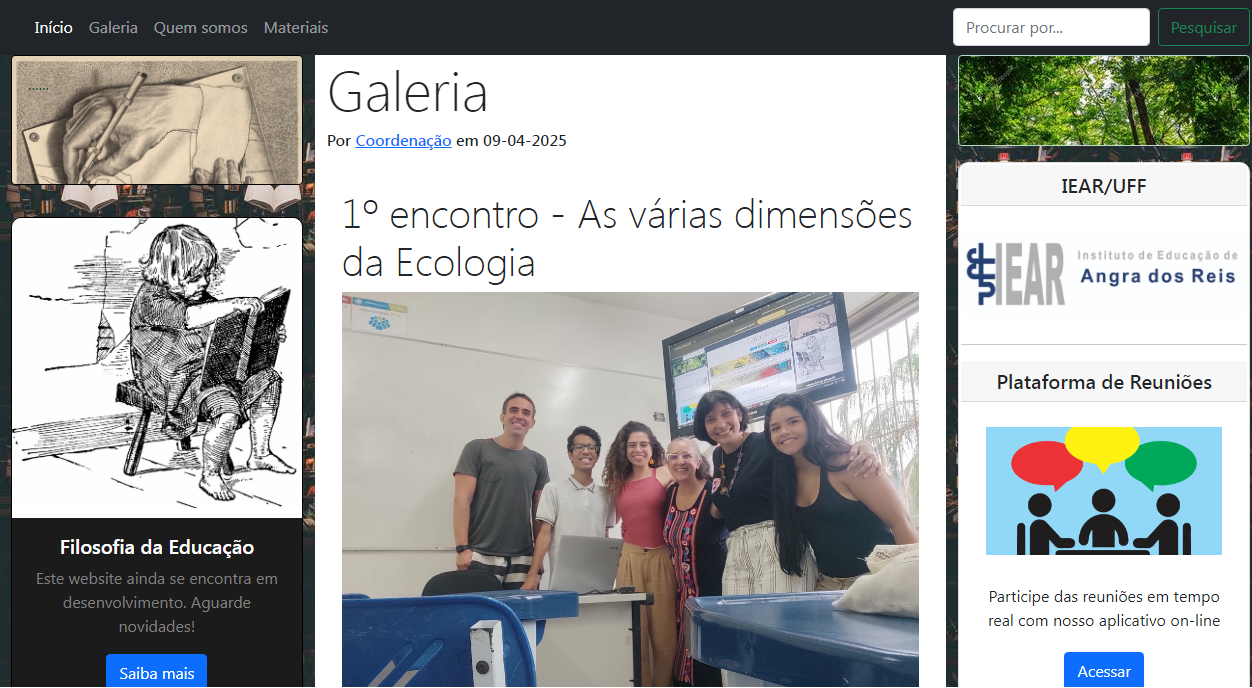 Início Galeria Quem somos Materiais Procurar por... Pesquisar
Galeria
Por Coordenação em 09-04-2025
1º encontro - As várias dimensões
da Ecologia
Filosofia da Educação
Este website ainda se encontra em
desenvolvimento. Aguarde
novidades!
Saiba mais
IEAR/UFF
uff IEAR
Instituto de Educação de
Angra dos Reis
Plataforma de Reuniões
Participe das reuniões em tempo
real com nosso aplicativo on-line
Acessar